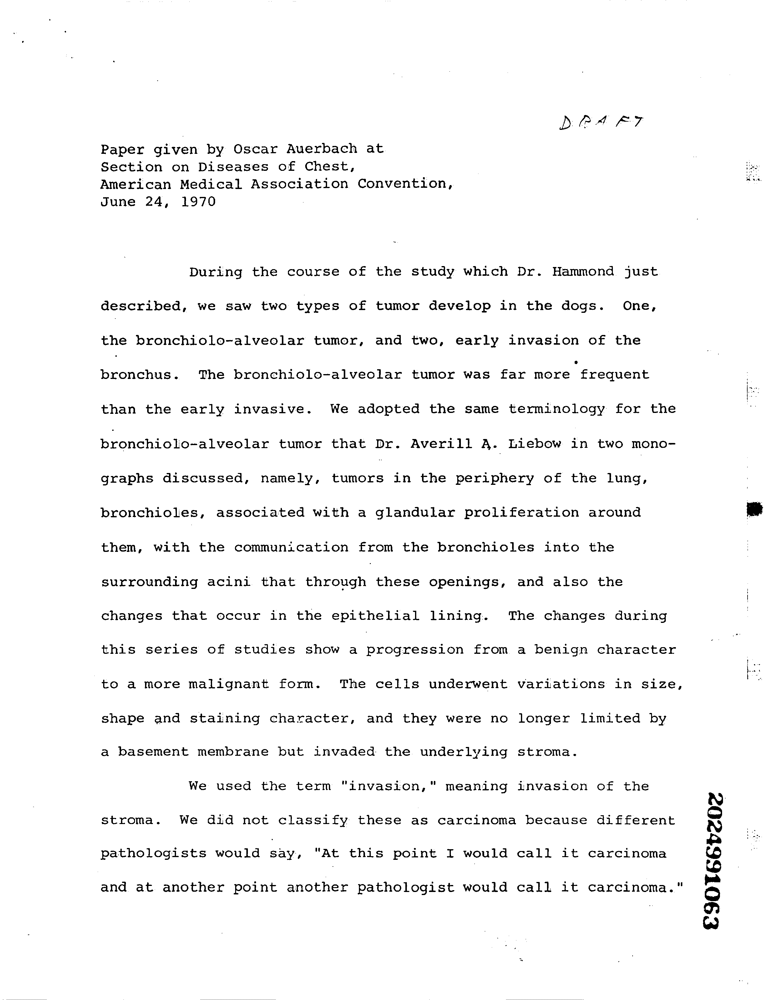 DRAFT
Paper given by Oscar Auerbach at
Section on Diseases of Chest,
American Medical Association Convention,
June 24, 1970
During the course of the study which Dr. Hammond just
described, we saw two types of tumor develop in the dogs. One,
the bronchiolo-alveolar tumor, and two, early invasion of the
bronchus. The bronchiolo-alveolar tumor was far more frequent
than the early invasive. We adopted the same terminology for the
bronchiolo-alveolar tumor that Dr. Averill A. Liebow in two mono-
graphs discussed, namely, tumors in the periphery of the lung,
bronchioles, associated with a glandular proliferation around
them, with the communication from the bronchioles into the
surrounding acini that through these openings, and also the
changes that occur in the epithelial lining. The changes during
this series of studies show a progression from a benign character
to a more malignant form. The cells underwent variations in size,
shape and staining character, and they were no longer limited by
a basement membrane but invaded the underlying stroma.
We used the term "invasion," meaning invasion of the
stroma. We did not classify these as carcinoma because different
pathologists would say, "At this point I would call it carcinoma
and at another point another pathologist would call it carcinoma."
2024991063